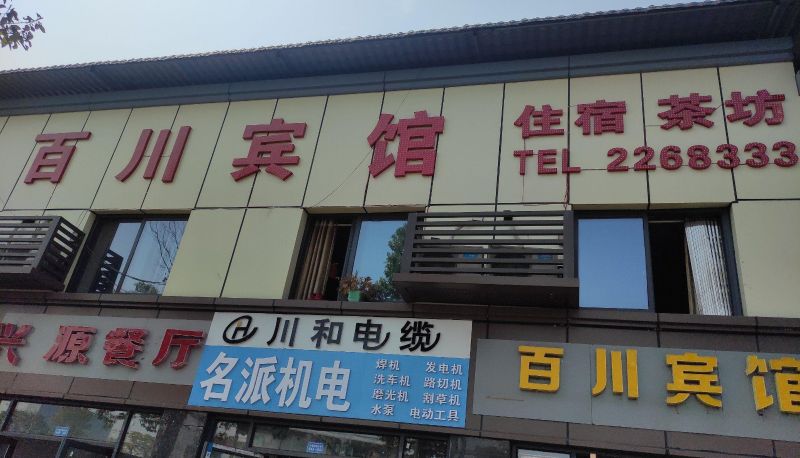 百川宾馆
住宿 茶坊
TEL 2268333
兴源餐厅
川和电缆
名派机电
焊机 发电机
洗车机 路切机
磨光机 割草机
水泵 电动工具
百川宾馆